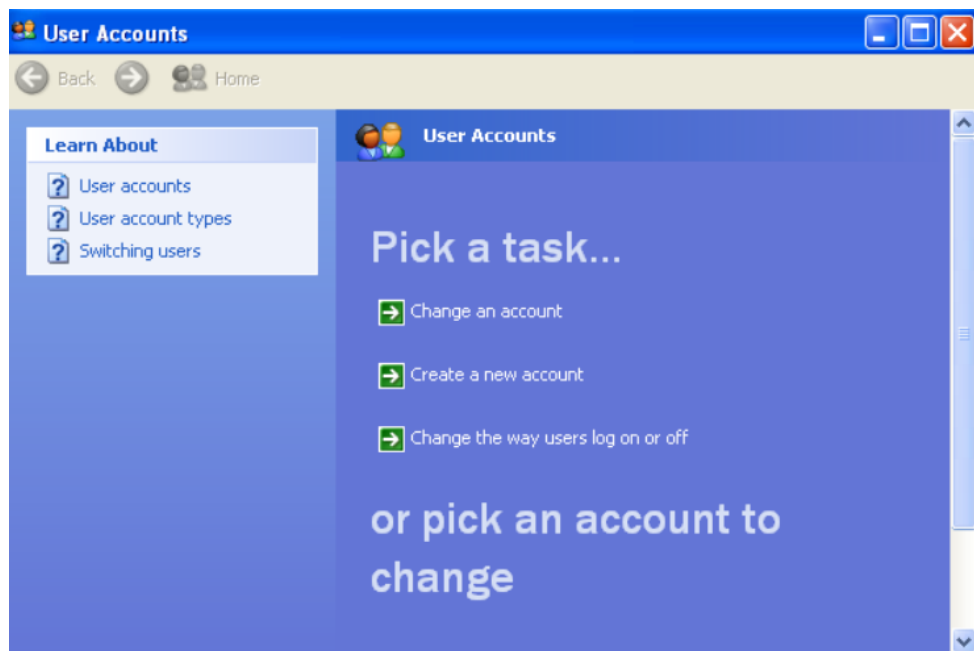 User Accounts
Back
Home
Learn About
User accounts
User account types
Switching users
User Accounts
Pick a task...
Change an account
Create a new account
Change the way users log on or off
or pick an account to
change